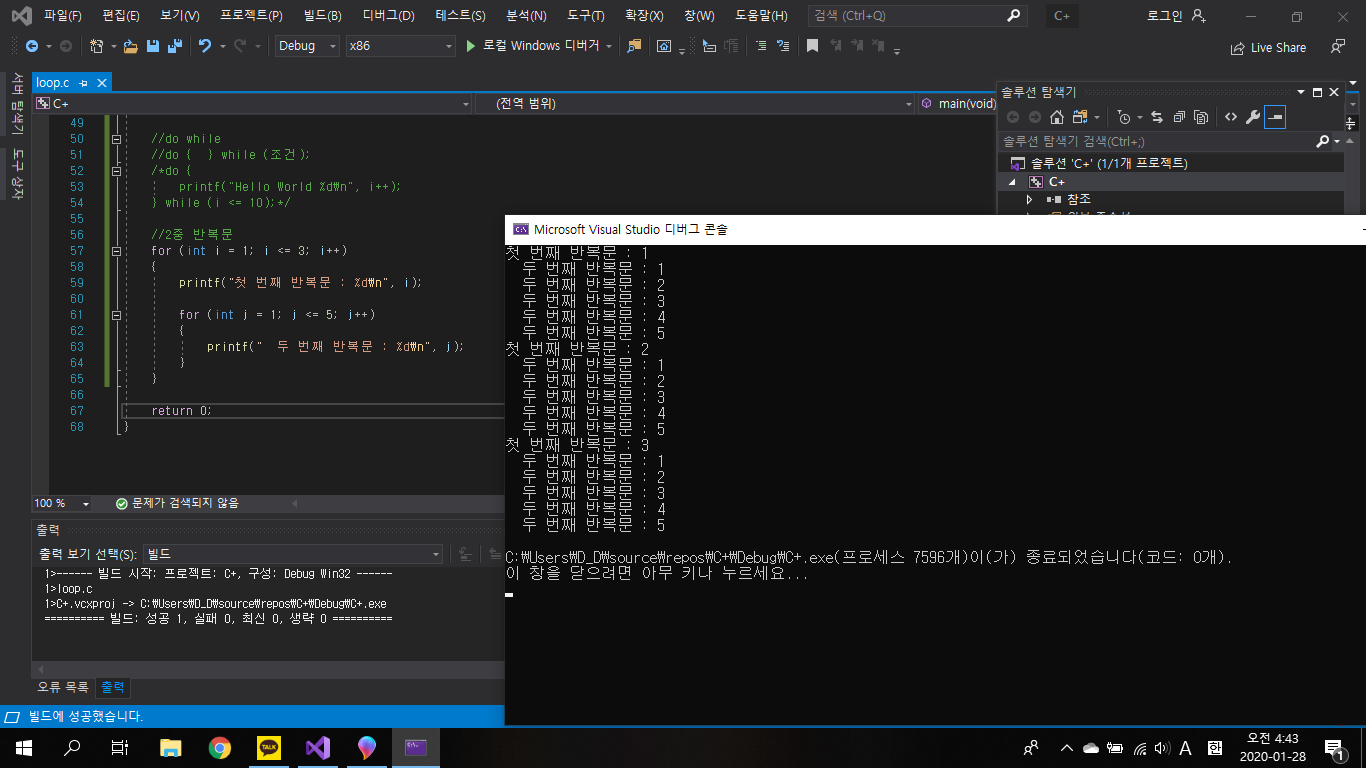 파일(F) 편집(E) 보기(V) 프로젝트(P) 빌드(B) 디버그(D) 테스트(S) 분석(N) 도구(T) 확장(X) 창(W) 도움말(H) 검색 (Ctrl+Q) C+ 로그인
Debug x86 로컬 Windows 디버거 Live Share
서버 탐색기
도구 상자
loop.c
C+ (전역 범위) main(void)
49
50 //do while
51 //do {  } while (조건);
52 /*do {
53 printf("Hello World %d₩n", i++);
54 } while (i <= 10);*/
55
56 //2중 반복문
57 for (int i = 1; i <= 3; i++)
58 {
59 printf("첫 번째 반복문 : %d₩n", i);
60
61 for (int j = 1; j <= 5; j++)
62 {
63 printf("  두 번째 반복문 : %d₩n", j);
64 }
65 }
66
67 return 0;
68 }
100 % 문제가 검색되지 않음
솔루션 탐색기
솔루션 탐색기 검색(Ctrl+;)
솔루션 'C+' (1/1개 프로젝트)
C+
참조
Microsoft Visual Studio 디버그 콘솔
첫 번째 반복문 : 1
두 번째 반복문 : 1
두 번째 반복문 : 2
두 번째 반복문 : 3
두 번째 반복문 : 4
두 번째 반복문 : 5
첫 번째 반복문 : 2
두 번째 반복문 : 1
두 번째 반복문 : 2
두 번째 반복문 : 3
두 번째 반복문 : 4
두 번째 반복문 : 5
첫 번째 반복문 : 3
두 번째 반복문 : 1
두 번째 반복문 : 2
두 번째 반복문 : 3
두 번째 반복문 : 4
두 번째 반복문 : 5
C:₩Users₩D_D₩source₩repos₩C+₩Debug₩C+.exe(프로세스 7596개)이(가) 종료되었습니다(코드: 0개).
이 창을 닫으려면 아무 키나 누르세요...
출력
출력 보기 선택(S): 빌드
1>------ 빌드 시작: 프로젝트: C+, 구성: Debug Win32 ------
1>loop.c
1>C+.vcxproj -> C:₩Users₩D_D₩source₩repos₩C+₩Debug₩C+.exe
========== 빌드: 성공 1, 실패 0, 최신 0, 생략 0 ==========
오류 목록 출력
빌드에 성공했습니다.
TALK
A 한 오전 4:43
2020-01-28
1